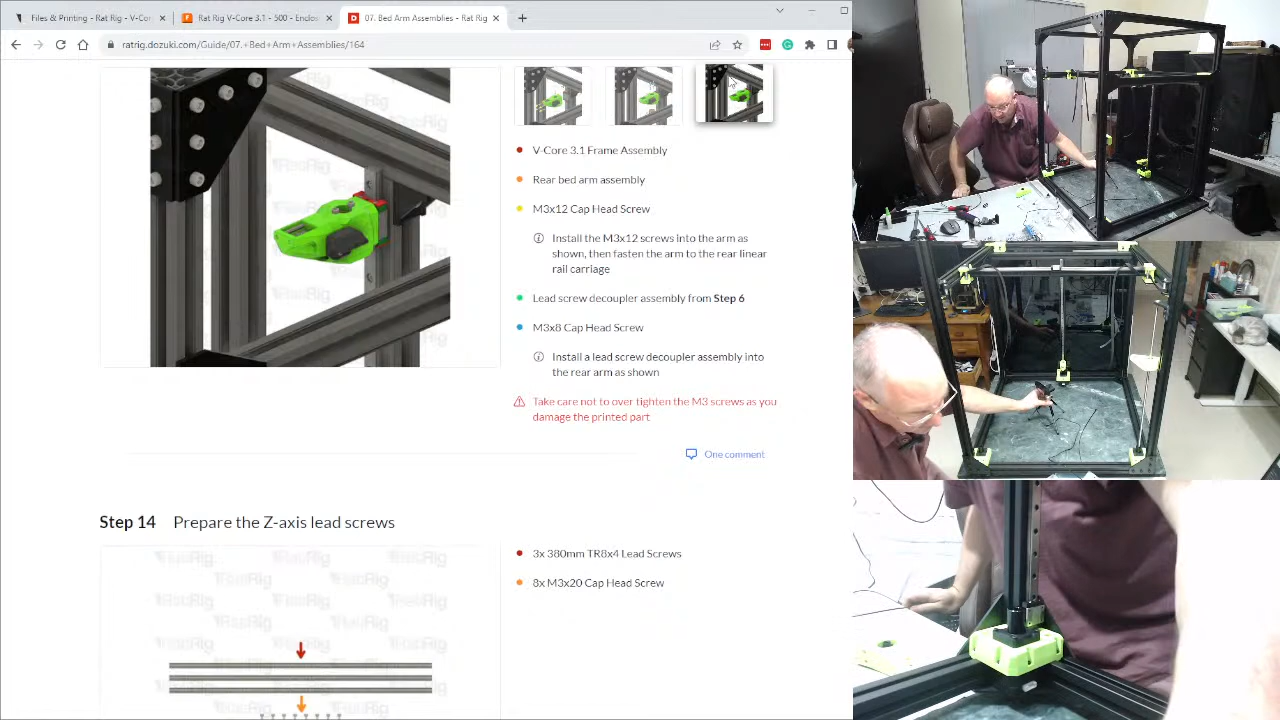 Files & Printing - Rat Rig V-Co
Rat Rig V-Core 3.1 - 500 - Enclos
07. Bed Arm Assemblies - Rat Rig
ratrig.dozuki.com/Guide/07.+Bed+Arm+Assemblies/164
V-Core 3.1 Frame Assembly
Rear bed arm assembly
M3x12 Cap Head Screw
Install the M3x12 screws into the arm as
shown, then fasten the arm to the rear linear
rail carriage
Lead screw decoupler assembly from Step 6
M3x8 Cap Head Screw
Install a lead screw decoupler assembly into
the rear arm as shown
Take care not to over tighten the M3 screws as you
damage the printed part
One comment
Step 14 Prepare the Z-axis lead screws
3x 380mm TR8x4 Lead Screws
8x M3x20 Cap Head Screw